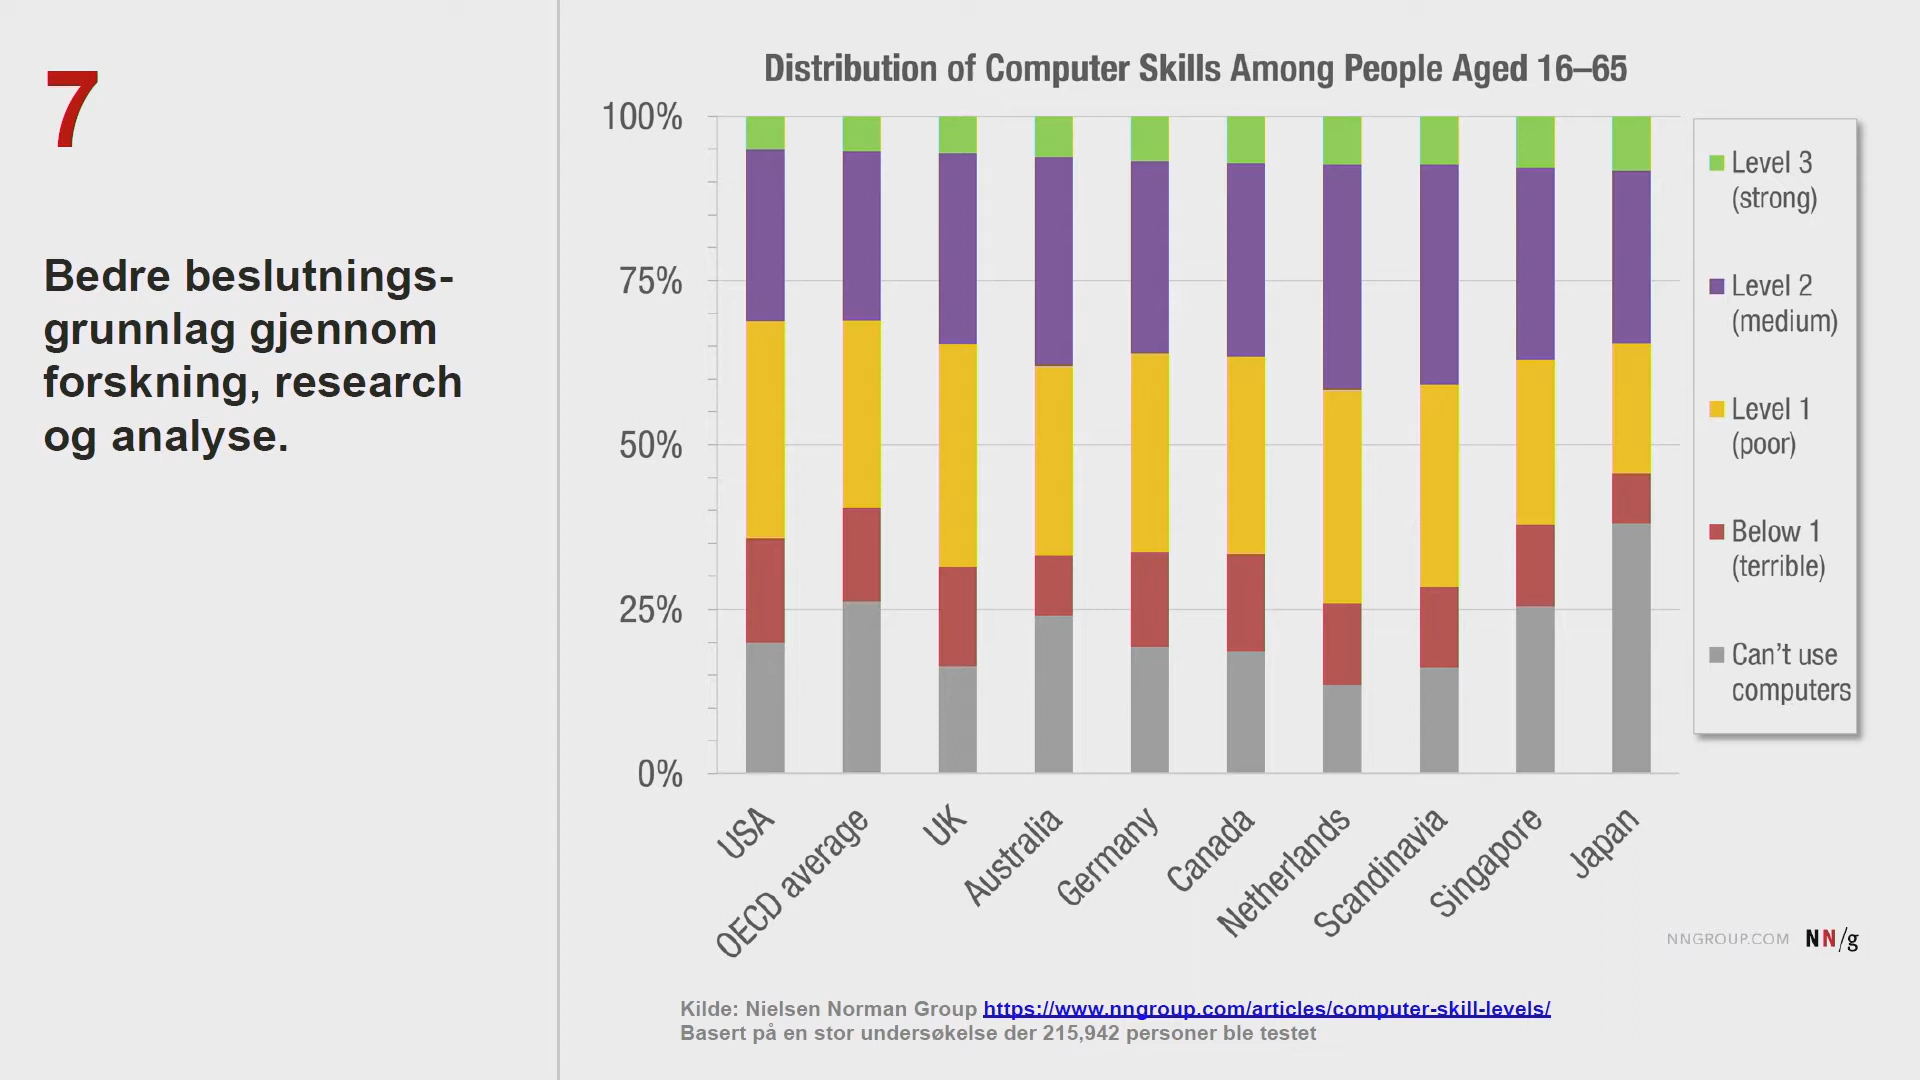 7
Bedre beslutnings-
grunnlag gjennom
forskning, research
og analyse.
Distribution of Computer Skills Among People Aged 16–65
100%
75%
50%
25%
0%
USA
OECD average
UK
Australia
Germany
Canada
Netherlands
Scandinavia
Singapore
Japan
Level 3
(strong)
Level 2
(medium)
Level 1
(poor)
Below 1
(terrible)
Can't use
computers
NNGROUP.COM NN/g
Kilde: Nielsen Norman Group https://www.nngroup.com/articles/computer-skill-levels/
Basert på en stor undersøkelse der 215,942 personer ble testet